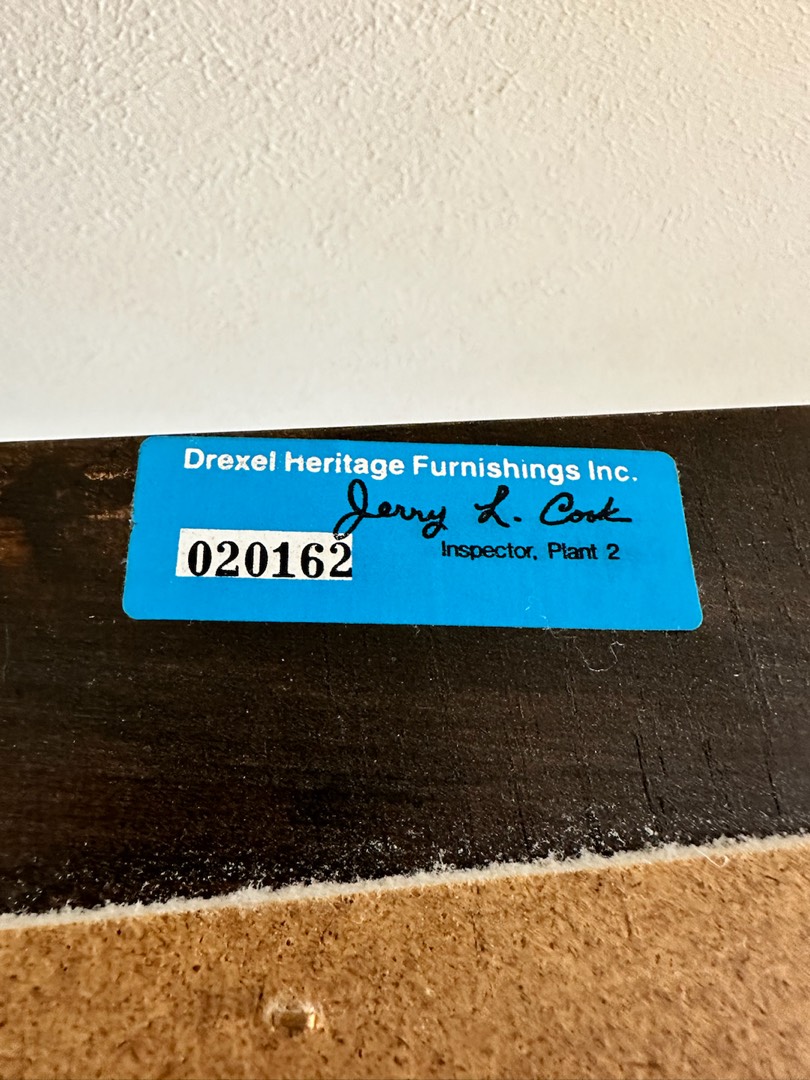 Drexel Heritage Furnishings Inc.
Jerry L. Cook
020162
Inspector, Plant 2